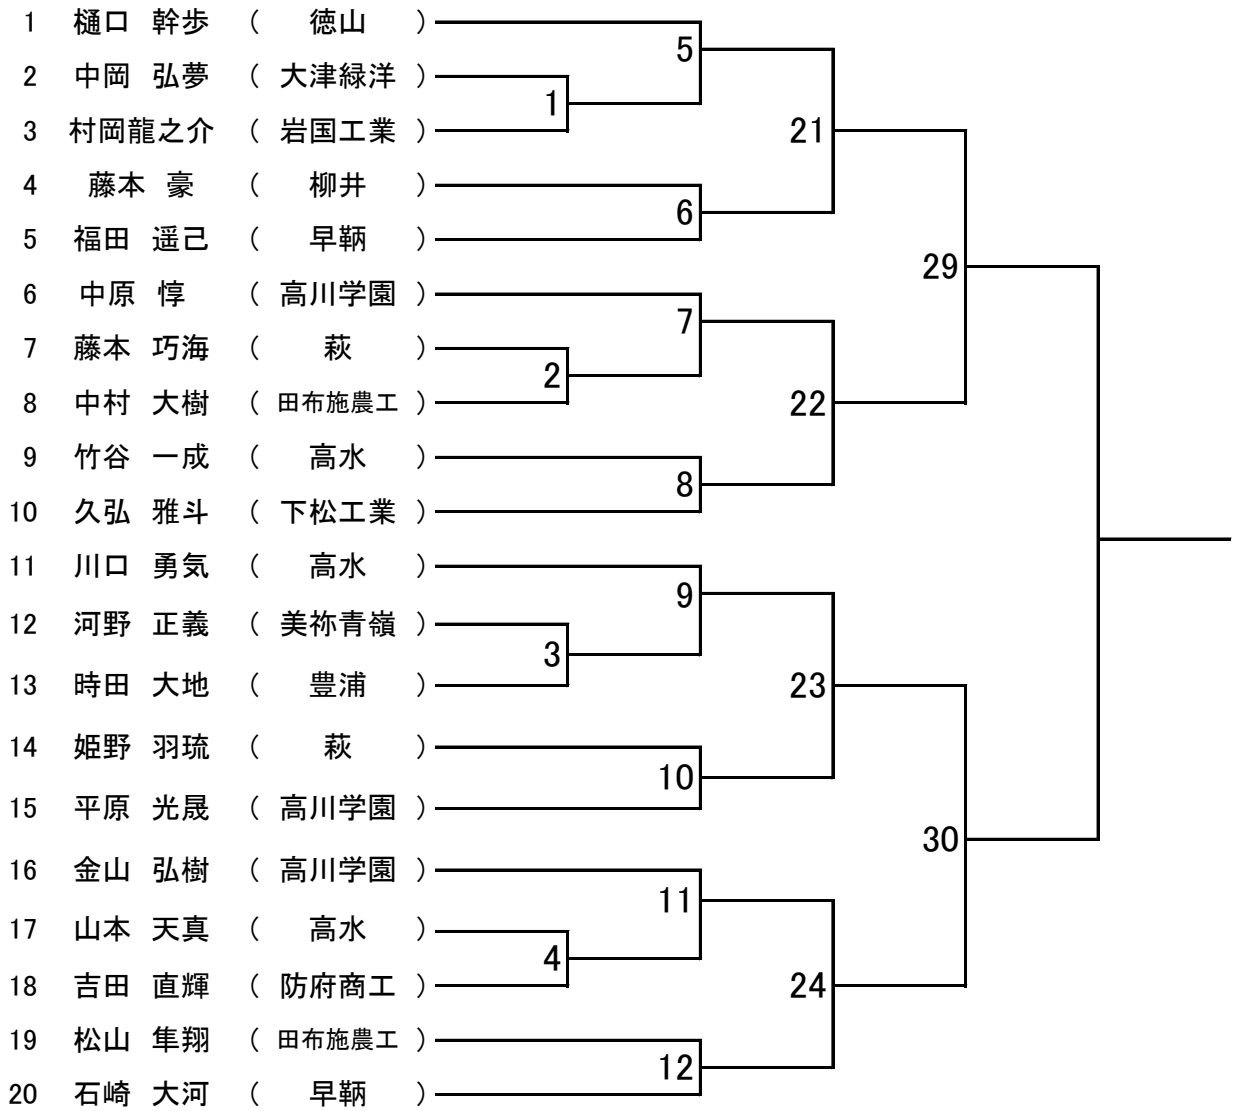 1 樋口 幹歩 ( 徳山 )
5
2 中岡 弘夢 ( 大津緑洋 )
1
3 村岡龍之介 ( 岩国工業 )
21
4 藤本 豪 ( 柳井 )
6
5 福田 遥己 ( 早鞆 )
29
6 中原 惇 ( 高川学園 )
7
7 藤本 巧海 ( 萩 )
2
8 中村 大樹 ( 田布施農工 )
22
9 竹谷 一成 ( 高水 )
8
10 久弘 雅斗 ( 下松工業 )
11 川口 勇気 ( 高水 )
9
12 河野 正義 ( 美祢青嶺 )
3
13 時田 大地 ( 豊浦 )
23
14 姫野 羽琉 ( 萩 )
10
15 平原 光晟 ( 高川学園 )
30
16 金山 弘樹 ( 高川学園 )
11
17 山本 天真 ( 高水 )
4
18 吉田 直輝 ( 防府商工 )
24
19 松山 隼翔 ( 田布施農工 )
12
20 石崎 大河 ( 早鞆 )